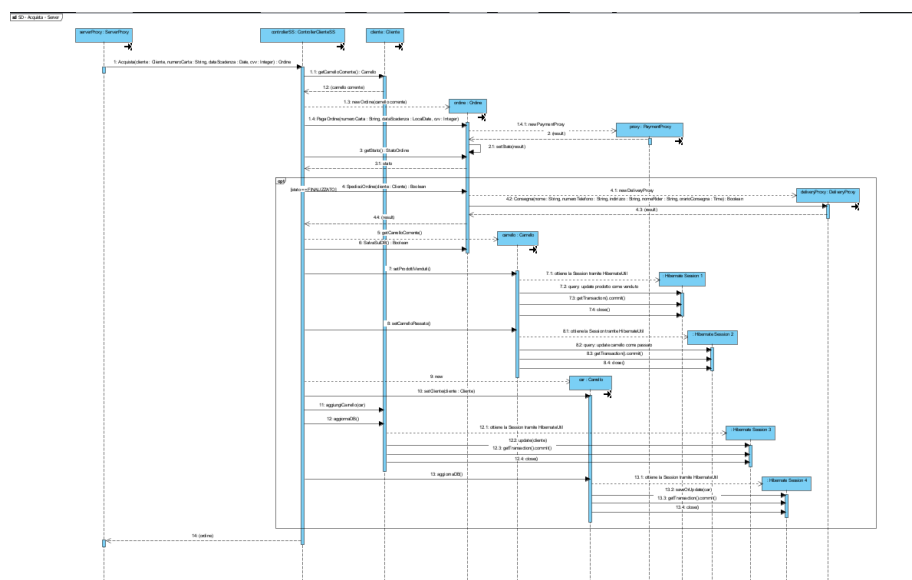 sd SD - Acquista - Server
serverProxy : ServerProxy
controllerSS : ControllerClienteSS
cliente : Cliente
1: Acquista(cliente : Cliente, numeroCarta : String, dataScadenza : Date, cvv : Integer) : Ordine
1.1: getCarrelloCorrente() : Carrello
1.2: (carrello corrente)
1.3: new Ordine(carrello corrente)
ordine : Ordine
1.4: PagaOrdine(numeroCarta : String, dataScadenza : LocalDate, cvv : Integer)
1.4.1: new PaymentProxy
proxy : PaymentProxy
2: (result)
2.1: setStato(result)
3: getStato() : StatoOrdine
3.1: stato
opt
[stato==FINALIZZATO]
4: SpedisciOrdine(cliente : Cliente) : Boolean
4.1: new DeliveryProxy
deliveryProxy : DeliveryProxy
4.2: Consegna(nome : String, numeroTelefono : String, indirizzo : String, nomeRider : String, orarioConsegna : Time) : Boolean
4.3: (result)
4.4: (result)
5: getCarrelloCorrente()
carrello : Carrello
6: SalvaSulDB() : Boolean
7: setProdottiVenduti()
7.1: ottiene la Session tramite HibernateUtil
: Hibernate Session 1
7.2: query update prodotto come venduto
7.3: getTransaction().commit()
7.4: close()
8: setCarrelloPassato()
8.1: ottiene la Session tramite HibernateUtil
: Hibernate Session 2
8.2: query update carrello come passato
8.3: getTransaction().commit()
9.4: close()
9: new
car : Carrello
10: setCliente(cliente : Cliente)
11: aggiungiCarrello(car)
12: aggiornaDB()
12.1: ottiene la Session tramite HibernateUtil
: Hibernate Session 3
12.2: update(cliente)
12.3: getTransaction().commit()
12.4: close()
13: aggiornaDB()
13.1: ottiene la Session tramite HibernateUtil
: Hibernate Session 4
13.2: saveOrUpdate(car)
13.3: getTransaction().commit()
13.4: close()
14: (ordine)